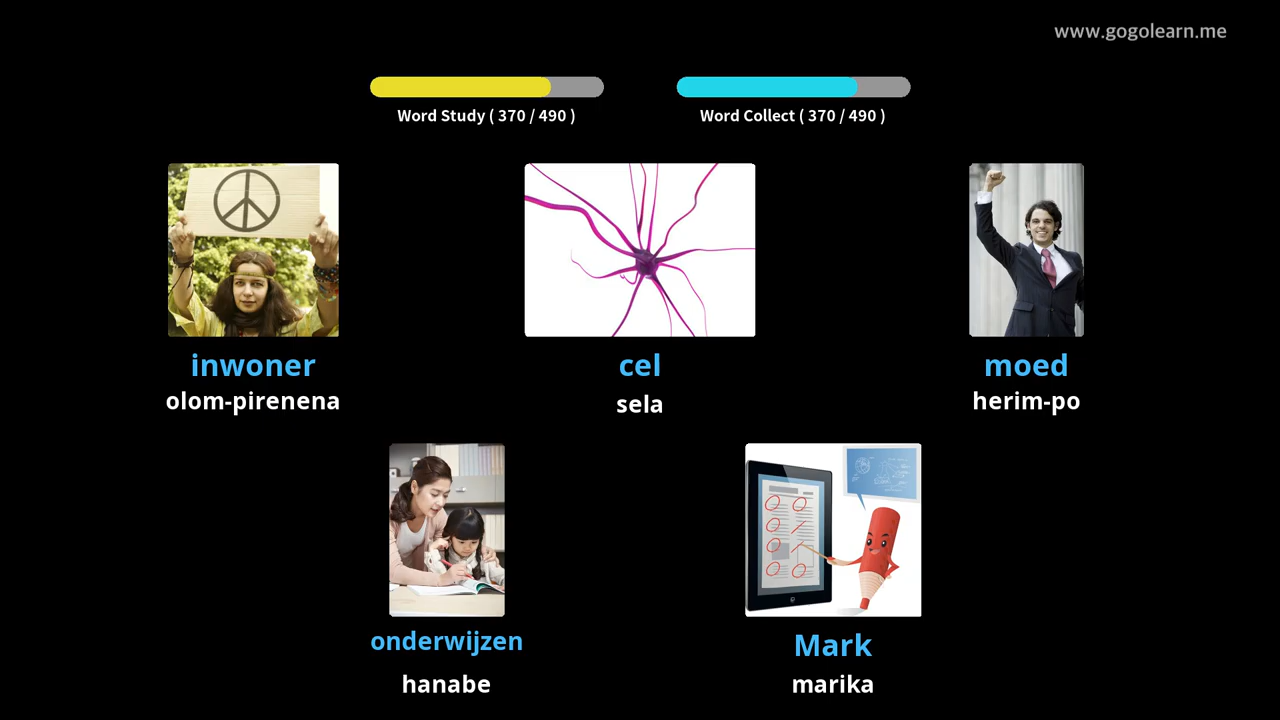 www.gogolearn.me
Word Study ( 370 / 490 )
Word Collect ( 370 / 490 )
inwoner
olom-pirenena
cel
sela
moed
herim-po
onderwijzen
hanabe
Mark
marika